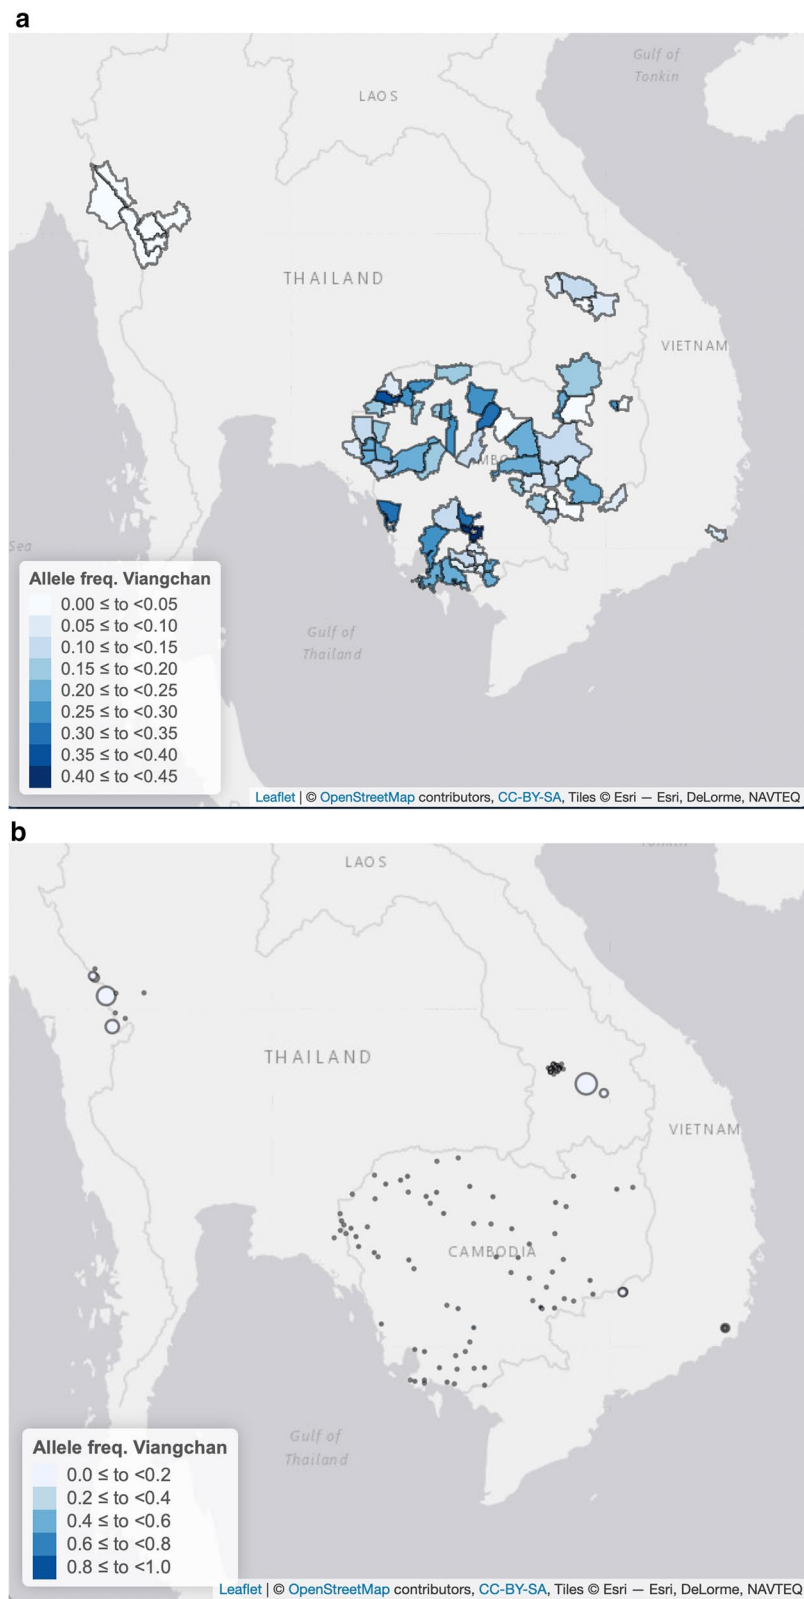 a
Gulf of
Tonkin
LAOS
THAILAND
VIETNAM
Sea
Gulf of
Thailand
Allele freq. Viangchan
0.00 ≤ to <0.05
0.05 ≤ to <0.10
0.10 ≤ to <0.15
0.15 ≤ to <0.20
0.20 ≤ to <0.25
0.25 ≤ to <0.30
0.30 ≤ to <0.35
0.35 ≤ to <0.40
0.40 ≤ to <0.45
Leaflet | © OpenStreetMap contributors, CC-BY-SA, Tiles © Esri — Esri, DeLorme, NAVTEQ
b
LAOS
THAILAND
VIETNAM
CAMBODIA
Gulf of
Thailand
Allele freq. Viangchan
0.0 ≤ to <0.2
0.2 ≤ to <0.4
0.4 ≤ to <0.6
0.6 ≤ to <0.8
0.8 ≤ to <1.0
Leaflet | © OpenStreetMap contributors, CC-BY-SA, Tiles © Esri — Esri, DeLorme, NAVTEQ